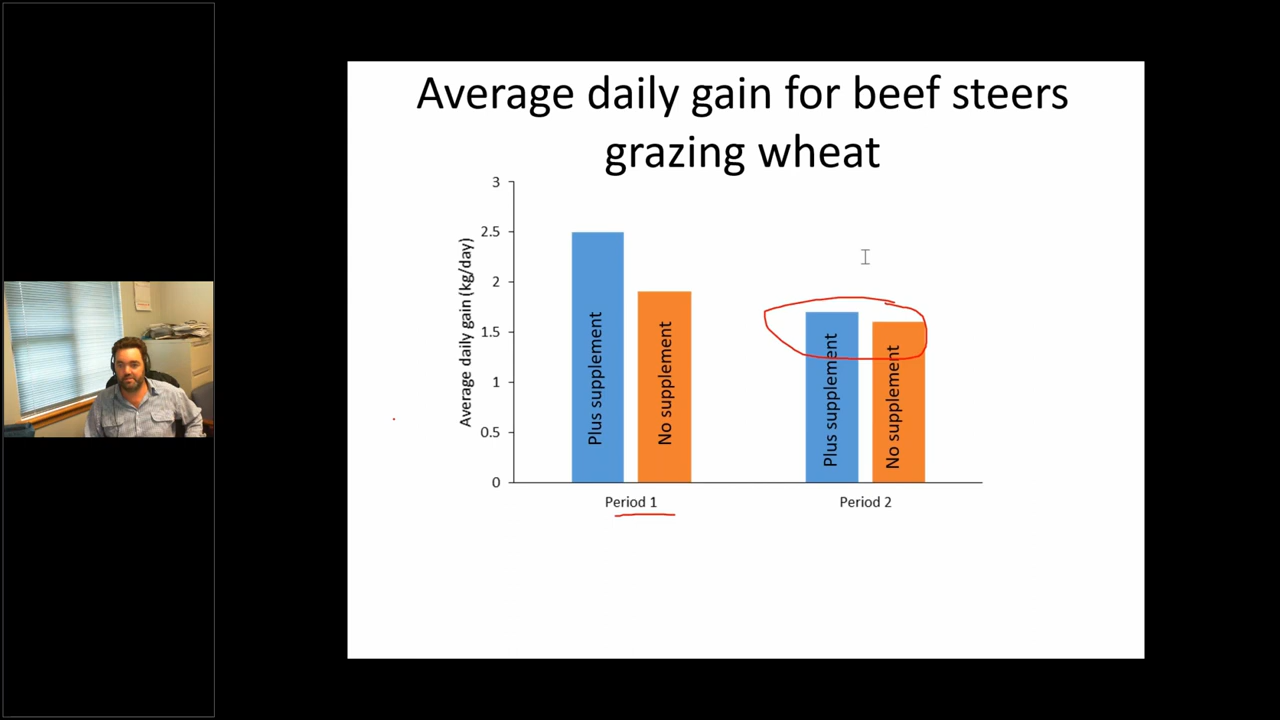 Average daily gain for beef steers
grazing wheat
3
2.5
2
1.5
1
0.5
0
Average daily gain (kg/day)
Plus supplement
No supplement
Plus supplement
No supplement
Period 1
Period 2